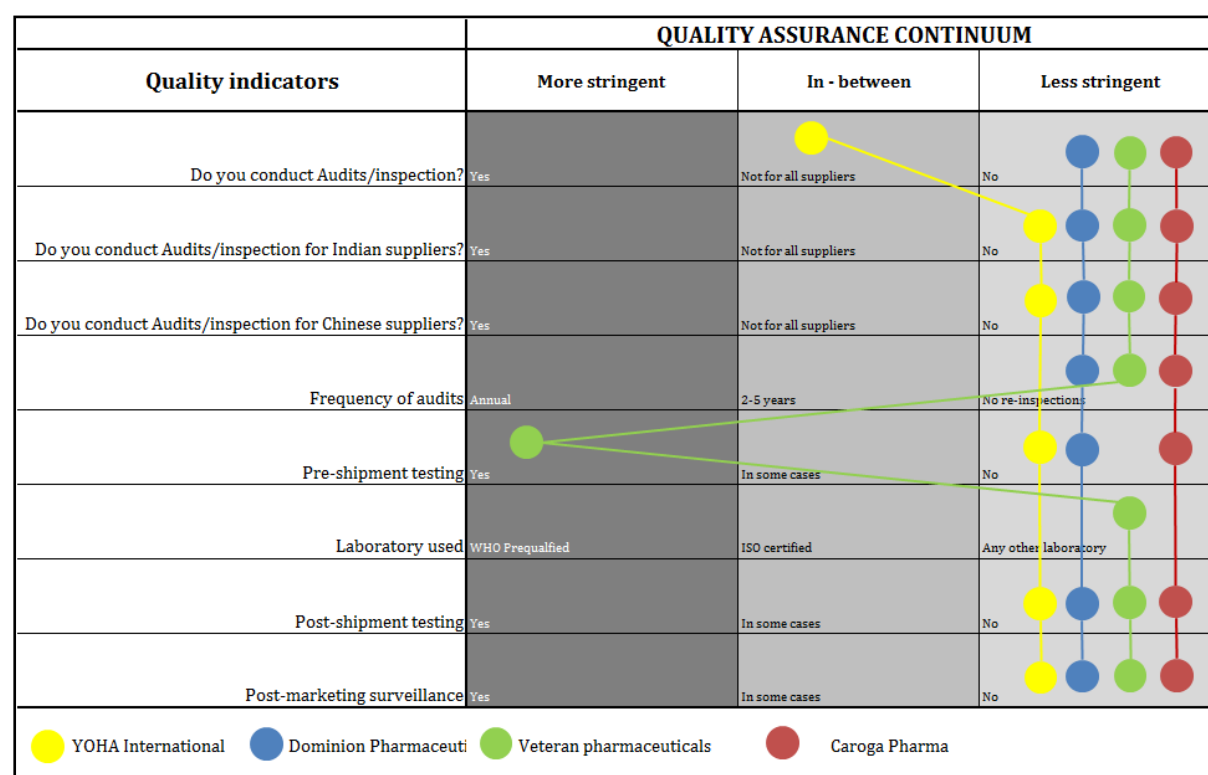 QUALITY ASSURANCE CONTINUUM
Quality indicators More stringent In - between Less stringent
Do you conduct Audits/inspection? Yes Not for all suppliers No
Do you conduct Audits/inspection for Indian suppliers? Yes Not for all suppliers No
Do you conduct Audits/inspection for Chinese suppliers? Yes Not for all suppliers No
Frequency of audits Annual 2-5 years No re-inspections
Pre-shipment testing Yes In some cases No
Laboratory used WHO Prequalfied ISO certified Any other laboratory
Post-shipment testing Yes In some cases No
Post-marketing surveillance Yes In some cases No
YOHA International Dominion Pharmaceuti Veteran pharmaceuticals Caroga Pharma